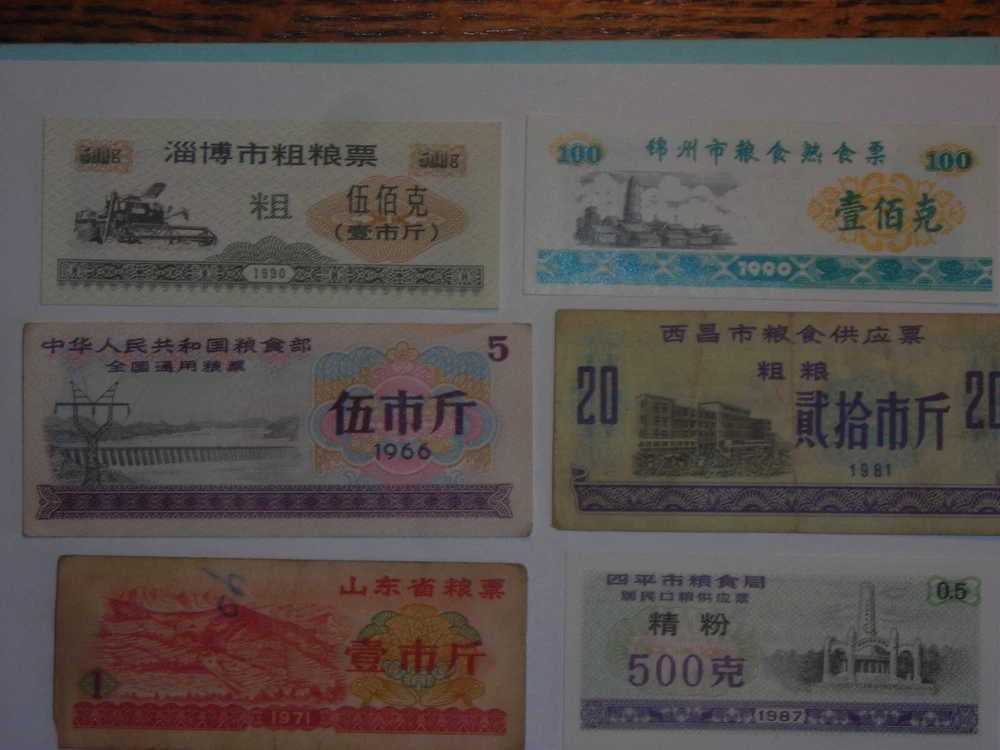 500g 淄博市粗粮票 500g
粗 伍佰克
(壹市斤)
1990
100 锦州市粮食熟食票 100
壹佰克
1990
中华人民共和国粮食部 5
全国通用粮票
伍市斤
1966
西昌市粮食供应票
粗粮
20 贰拾市斤 20
1981
山东省粮票
壹市斤
1
1971
四平市粮食局
居民口粮供应票 0.5
精粉
500克
1987